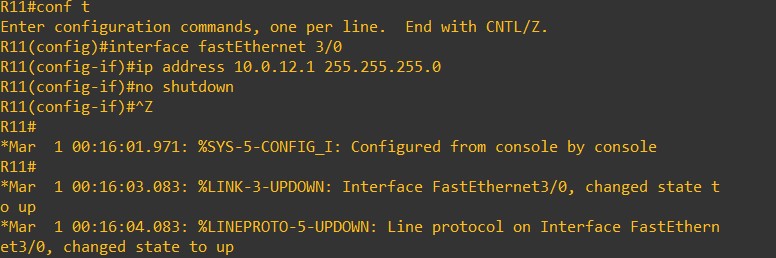 R11#conf t
Enter configuration commands, one per line.  End with CNTL/Z.
R11(config)#interface fastEthernet 3/0
R11(config-if)#ip address 10.0.12.1 255.255.255.0
R11(config-if)#no shutdown
R11(config-if)#^Z
R11#
*Mar  1 00:16:01.971: %SYS-5-CONFIG_I: Configured from console by console
R11#
*Mar  1 00:16:03.083: %LINK-3-UPDOWN: Interface FastEthernet3/0, changed state t
o up
*Mar  1 00:16:04.083: %LINEPROTO-5-UPDOWN: Line protocol on Interface FastEthern
et3/0, changed state to up